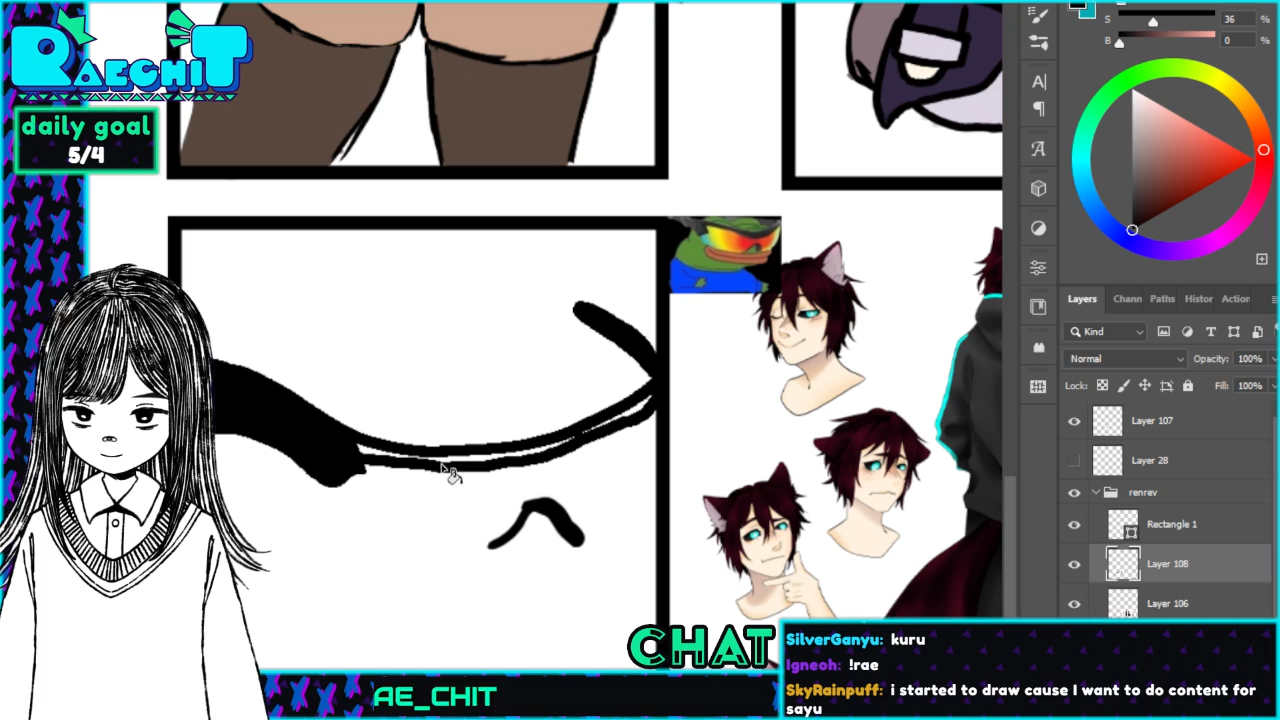 RAECHIT
daily goal
5/4
S 36 %
B 0 %
Layers Chann Paths Histor Action
Kind
Normal Opacity: 100%
Lock: Fill: 100%
Layer 107
Layer 28
renrev
Rectangle 1
Layer 108
Layer 106
CHAT
SilverGanyu: kuru
Igneoh: !rae
SkyRainpuff: i started to draw cause I want to do content for
sayu
AE_CHIT